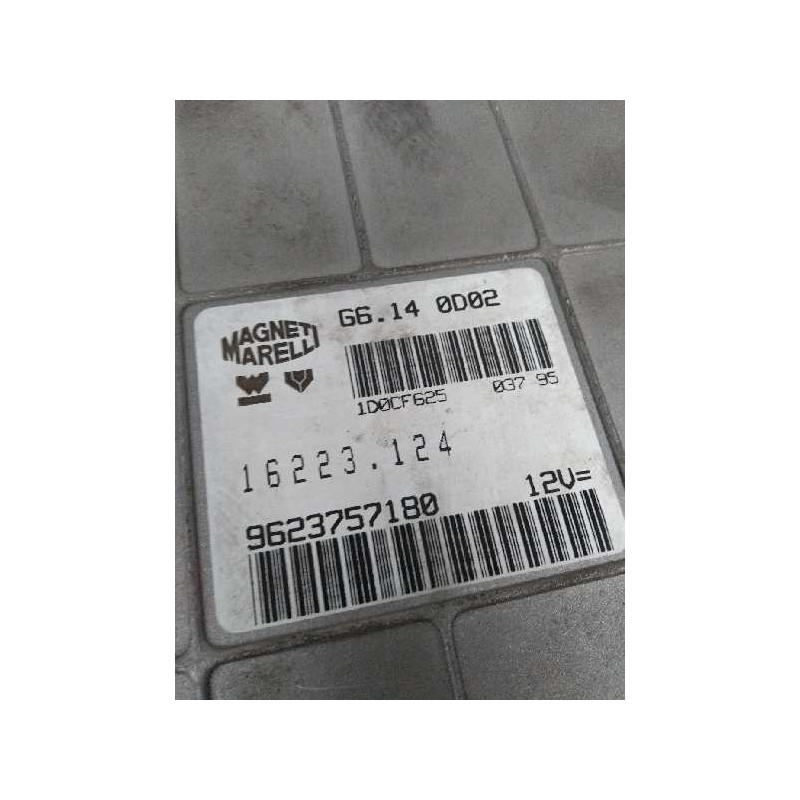 G6.14 0D02
MAGNETI
MARELLI
1D0CF625 037 95
16223.124
9623757180 12V=